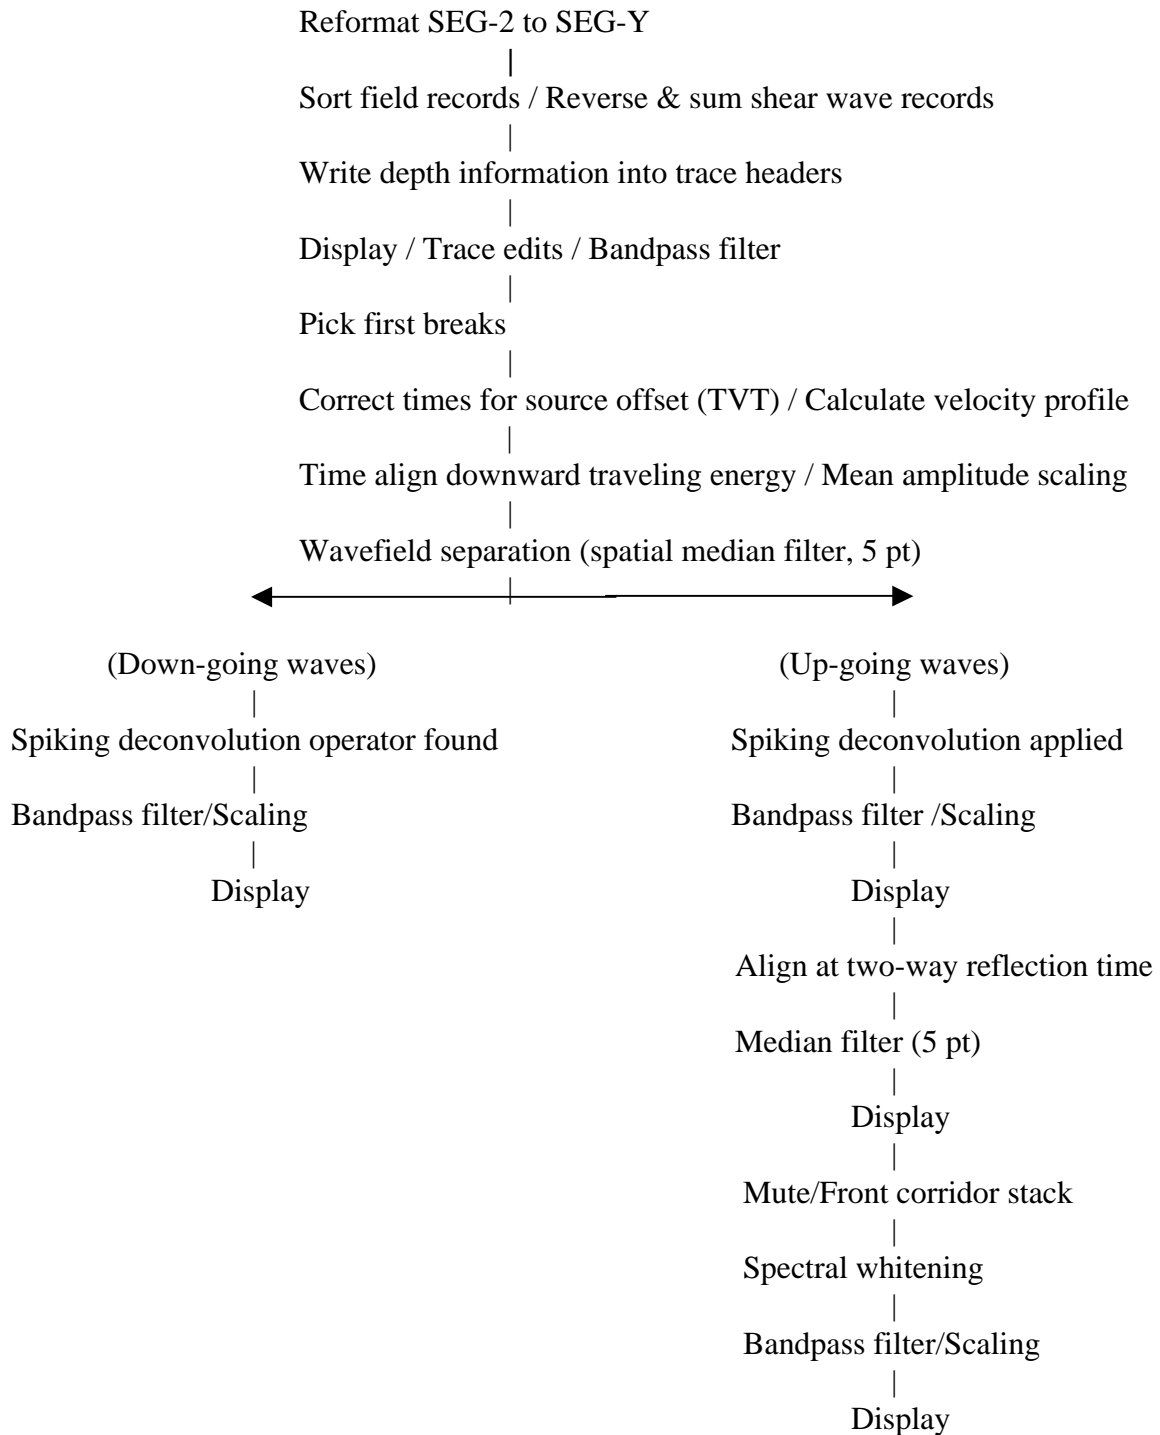 Reformat SEG-2 to SEG-Y
Sort field records / Reverse & sum shear wave records
Write depth information into trace headers
Display / Trace edits / Bandpass filter
Pick first breaks
Correct times for source offset (TVT) / Calculate velocity profile
Time align downward traveling energy / Mean amplitude scaling
Wavefield separation (spatial median filter, 5 pt)
(Down-going waves)
Spiking deconvolution operator found
Bandpass filter/Scaling
Display
(Up-going waves)
Spiking deconvolution applied
Bandpass filter /Scaling
Display
Align at two-way reflection time
Median filter (5 pt)
Display
Mute/Front corridor stack
Spectral whitening
Bandpass filter/Scaling
Display